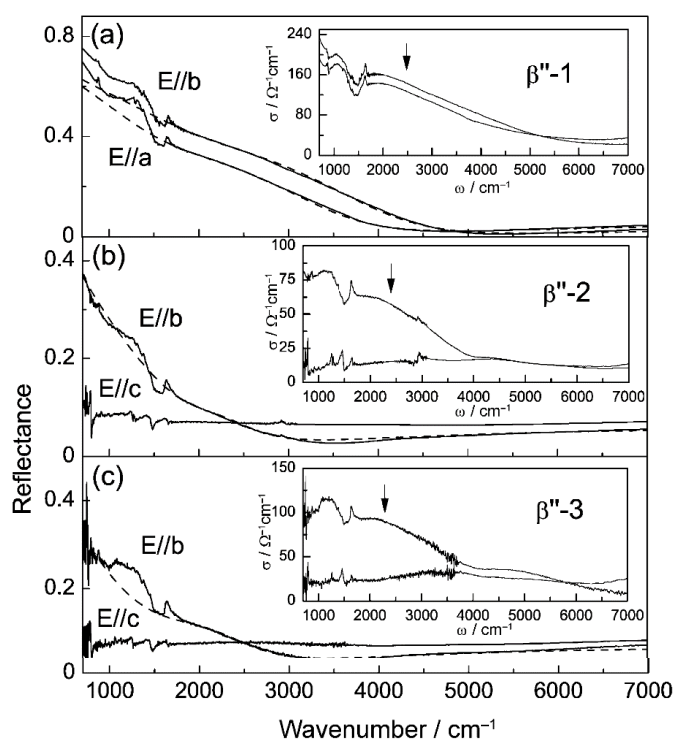 Reflectance
(a)
0.8
0.4
0
E//b
E//a
β"-1
σ / Ω⁻¹cm⁻¹
240
160
80
0
1000 2000 3000 4000 5000 6000 7000
ω / cm⁻¹
(b)
0.4
0.2
0
E//b
E//c
β"-2
σ / Ω⁻¹cm⁻¹
100
75
50
25
0
1000 2000 3000 4000 5000 6000 7000
ω / cm⁻¹
(c)
0.4
0.2
0
E//b
E//c
β"-3
σ / Ω⁻¹cm⁻¹
150
100
50
0
1000 2000 3000 4000 5000 6000 7000
ω / cm⁻¹
1000 2000 3000 4000 5000 6000 7000
Wavenumber / cm⁻¹